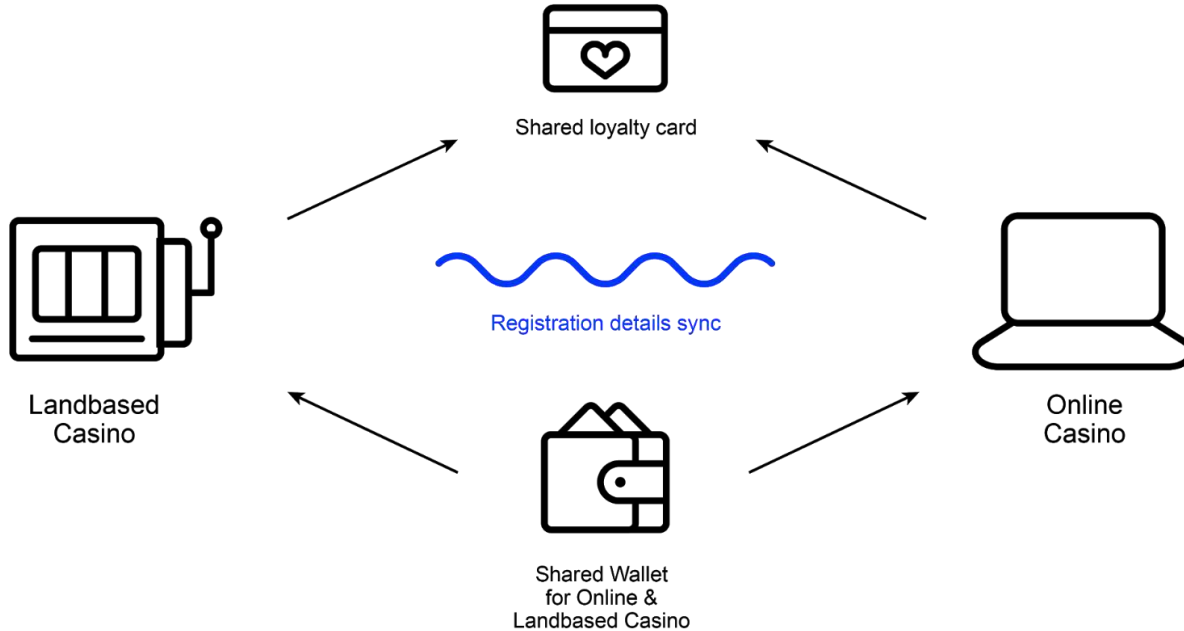 Shared loyalty card
Registration details sync
Landbased
Casino
Online
Casino
Shared Wallet
for Online &
Landbased Casino